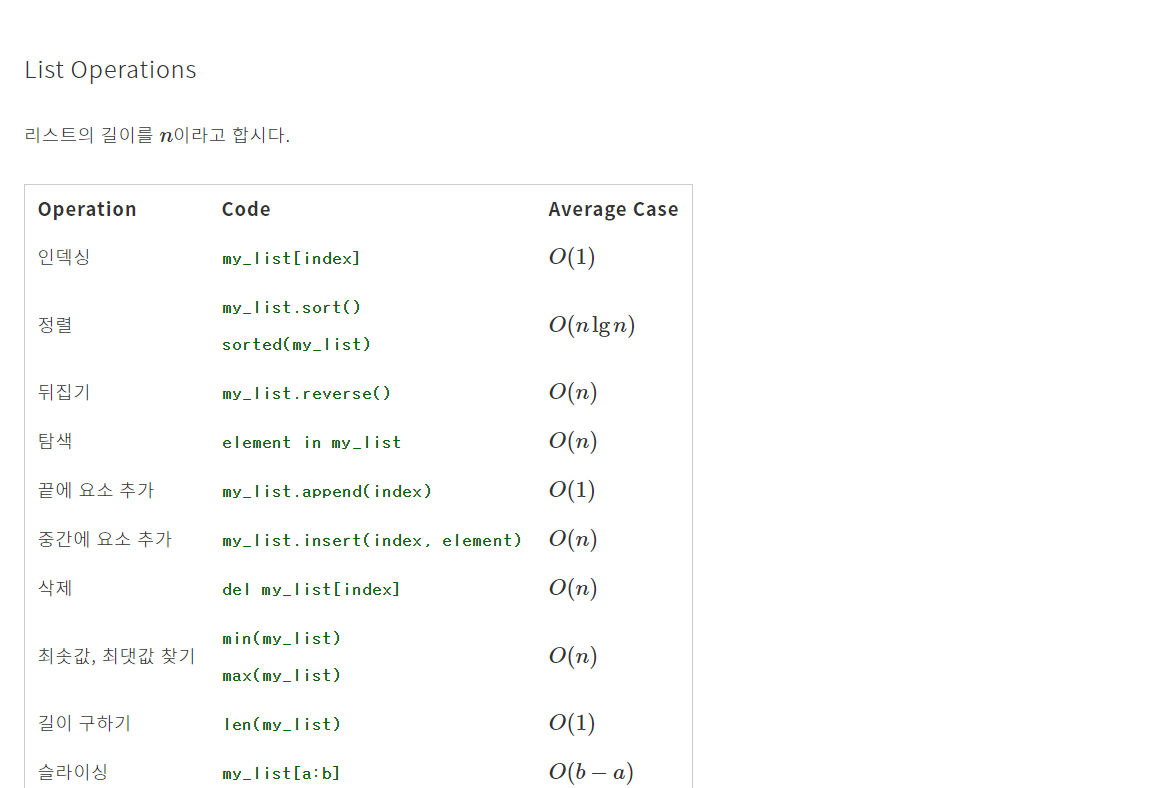 List Operations
리스트의 길이를 n이라고 합시다.
Operation Code Average Case
인덱싱 my_list[index] O(1)
정렬 my_list.sort() sorted(my_list) O(n lg n)
뒤집기 my_list.reverse() O(n)
탐색 element in my_list O(n)
끝에 요소 추가 my_list.append(index) O(1)
중간에 요소 추가 my_list.insert(index, element) O(n)
삭제 del my_list[index] O(n)
최솟값, 최댓값 찾기 min(my_list) max(my_list) O(n)
길이 구하기 len(my_list) O(1)
슬라이싱 my_list[a:b] O(b − a)